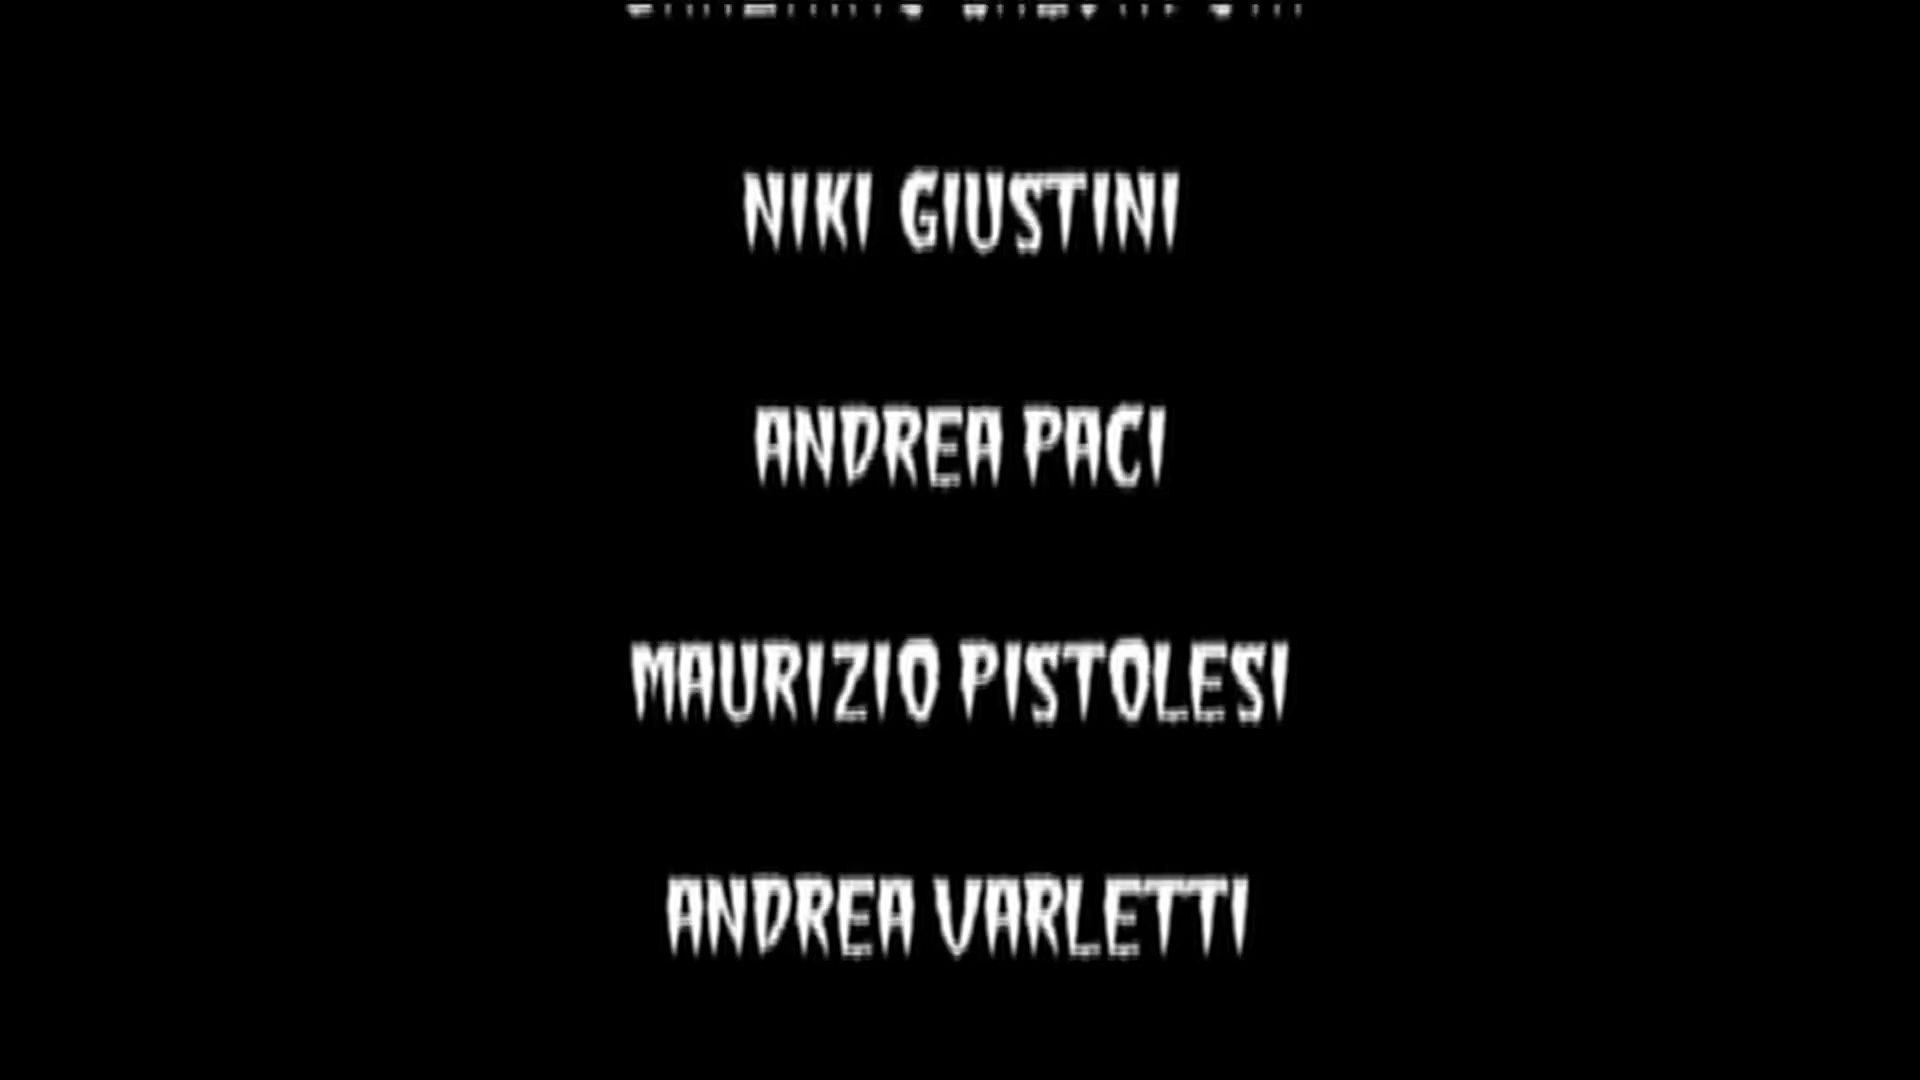 NIKI GIUSTINI
ANDREA PACI
MAURIZIO PISTOLESI
ANDREA VARLETTI